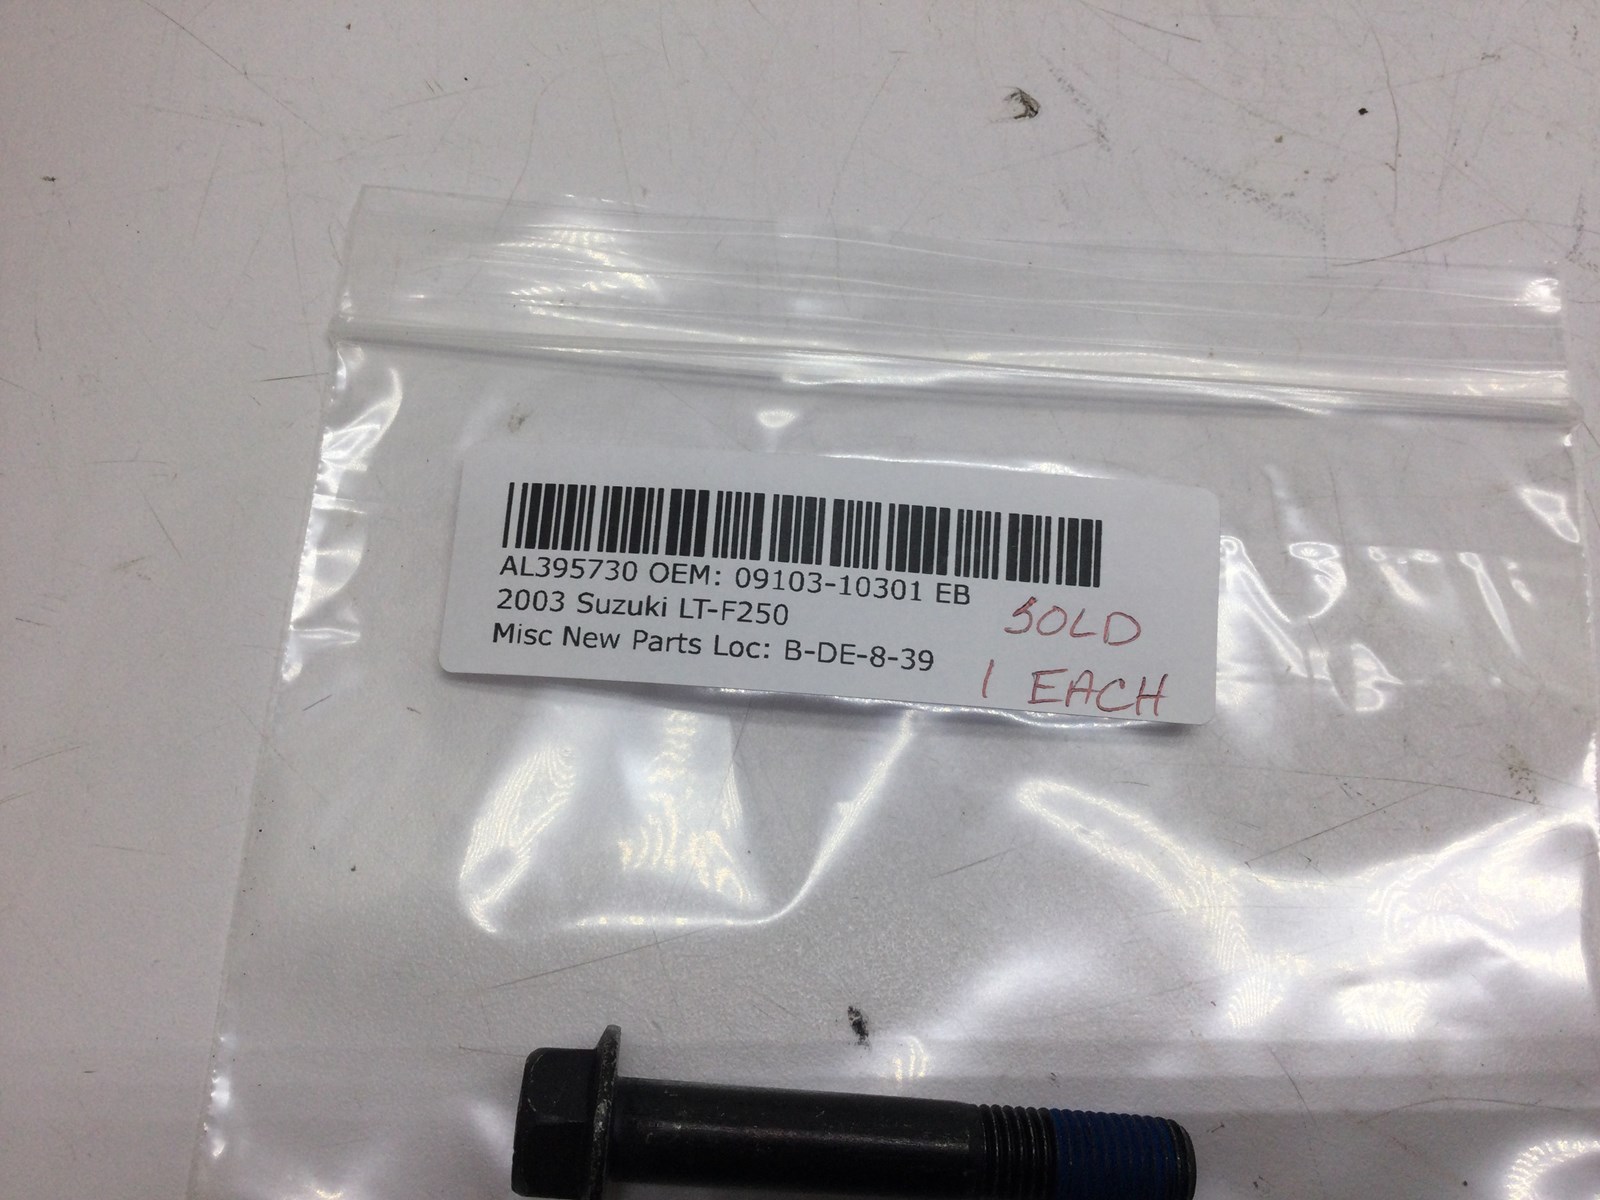 AL395730 OEM: 09103-10301 EB
2003 Suzuki LT-F250
Misc New Parts Loc: B-DE-8-39
SOLD
1 EACH